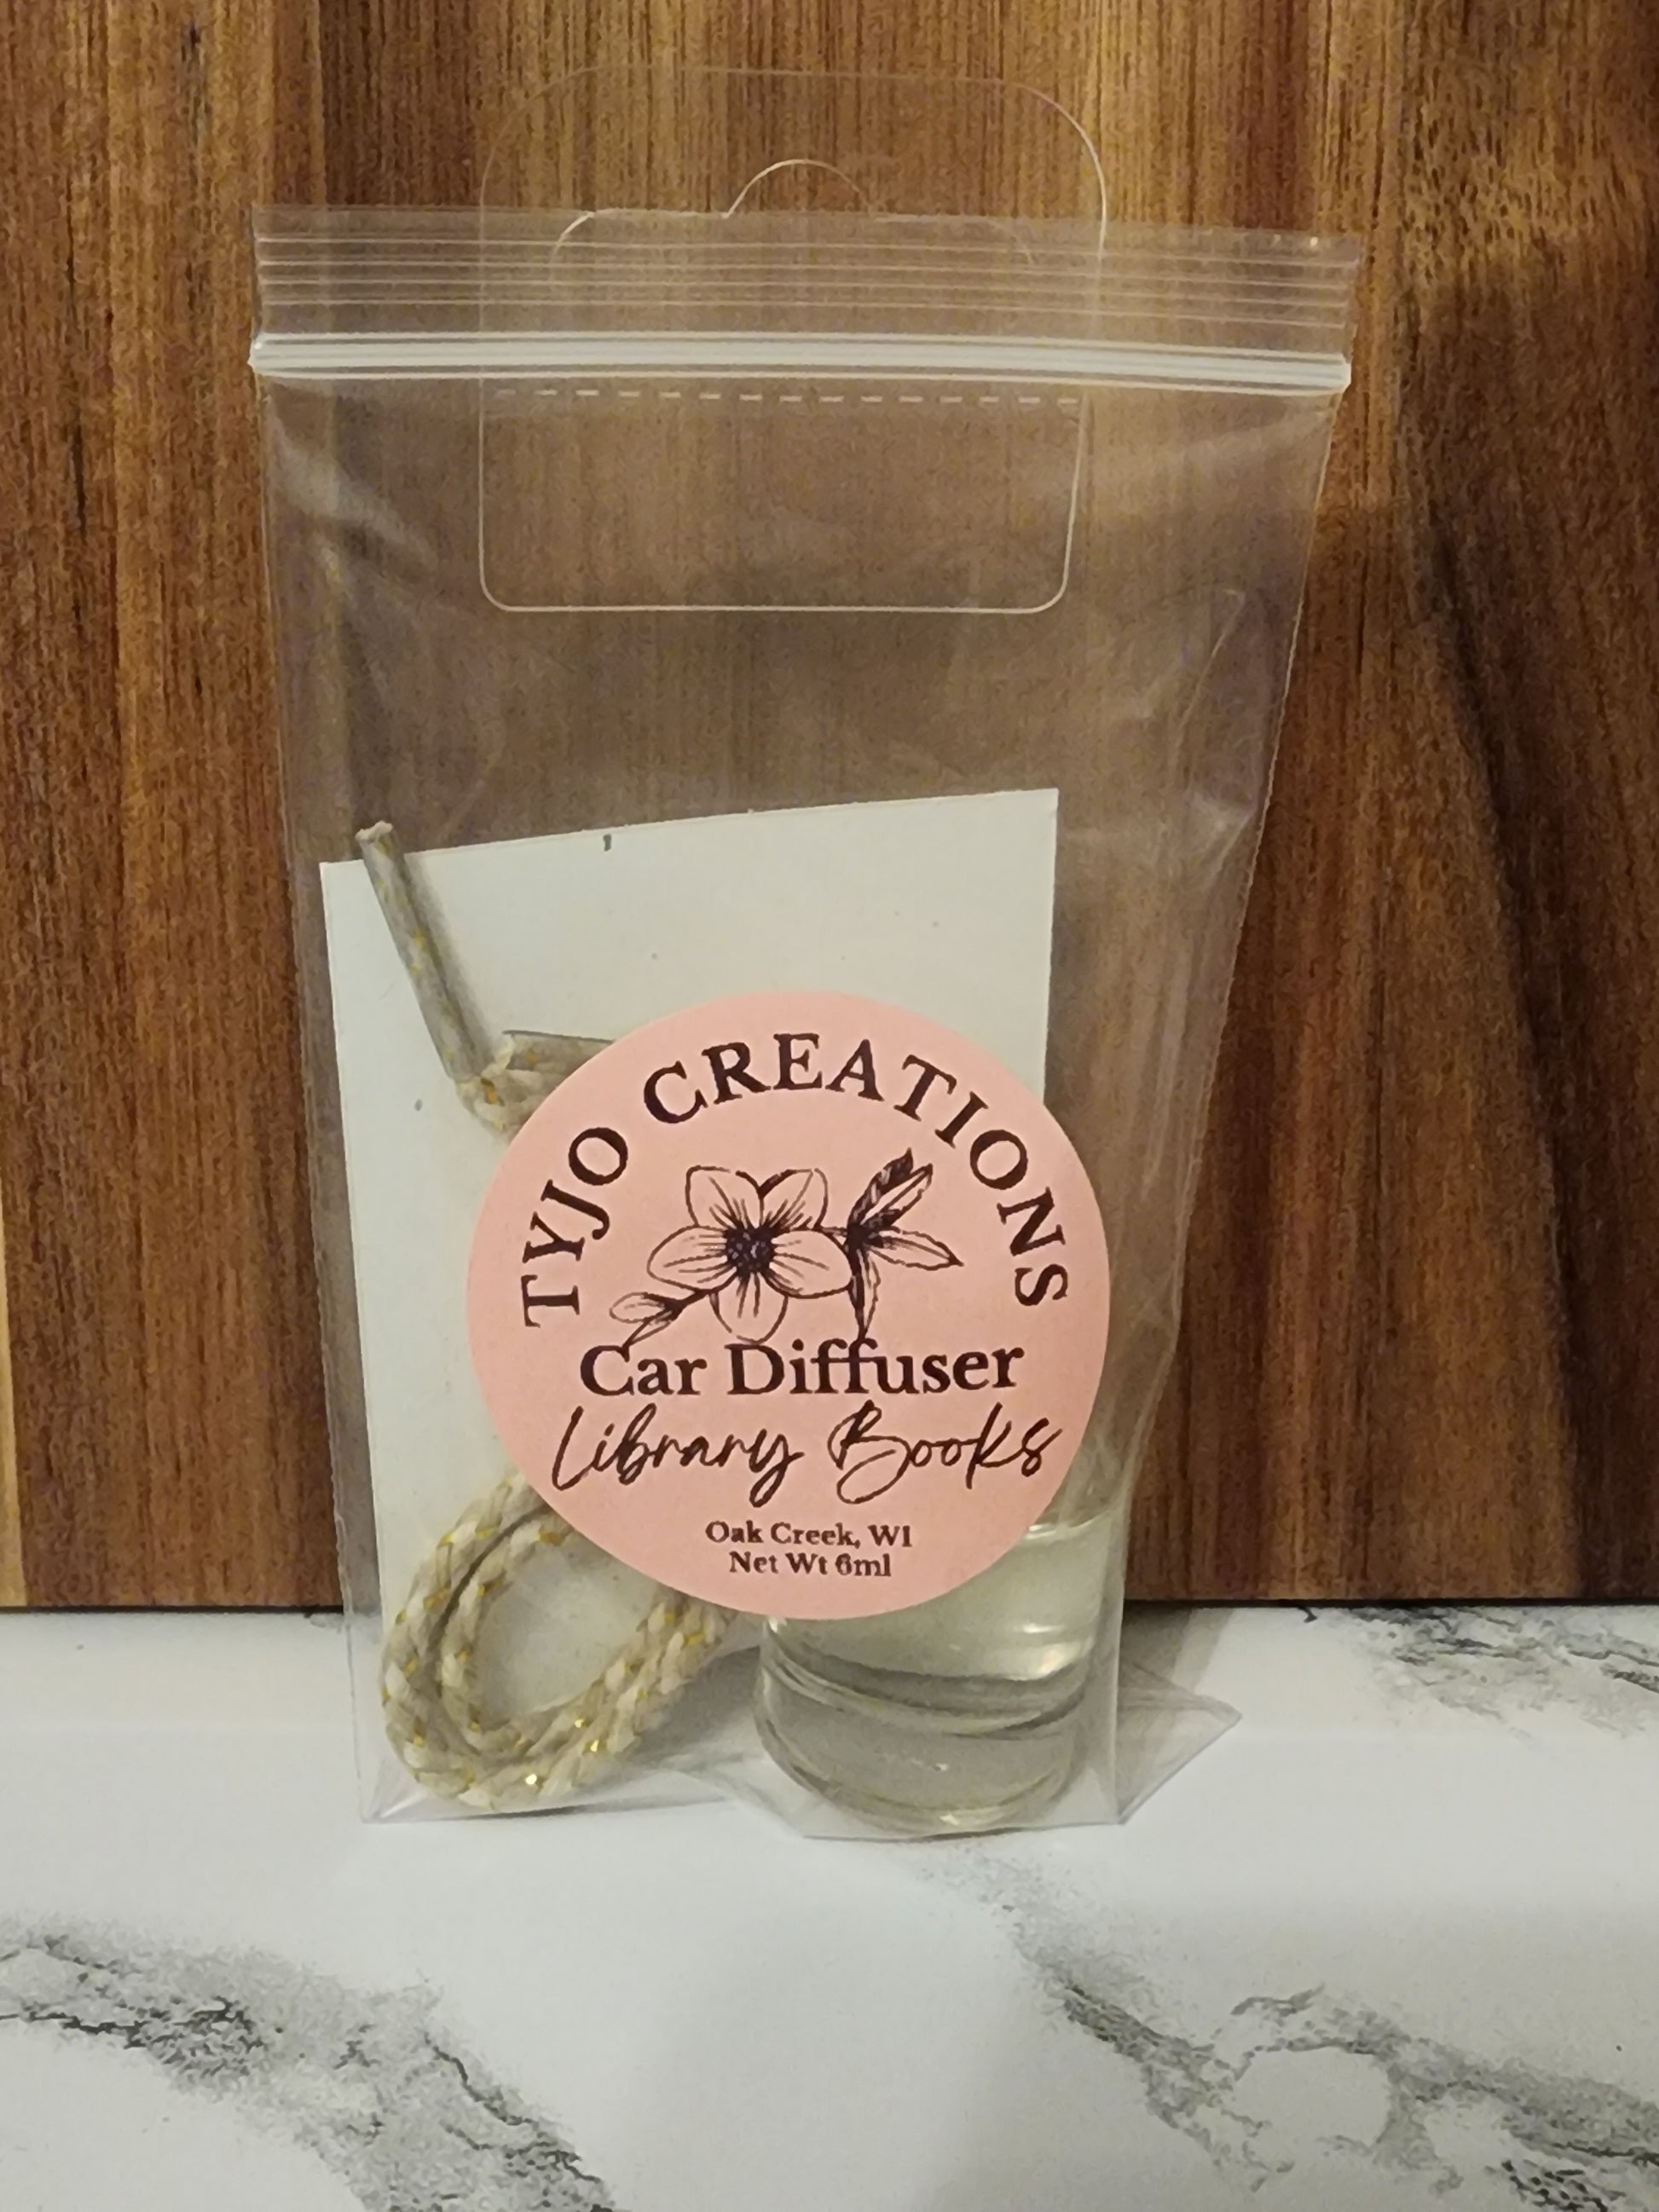 TYJO CREATIONS
Car Diffuser
Library Books
Oak Creek, WI
Net Wt 6ml